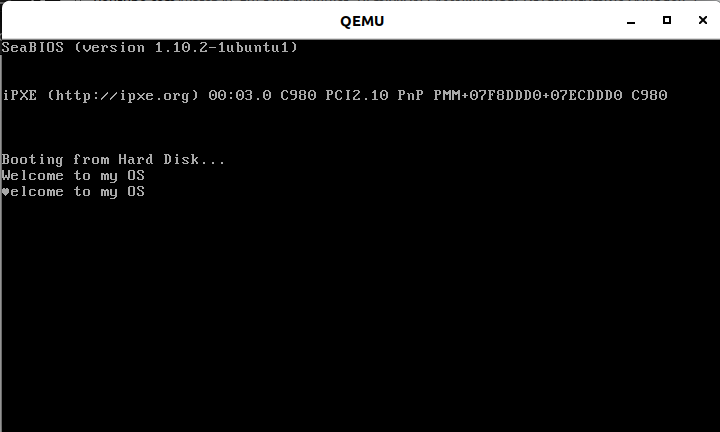 QEMU
SeaBIOS (version 1.10.2-1ubuntu1)
iPXE (http://ipxe.org) 00:03.0 C980 PCI2.10 PnP PMM+07F8DDD0+07ECDDD0 C980
Booting from Hard Disk...
Welcome to my OS
♥elcome to my OS